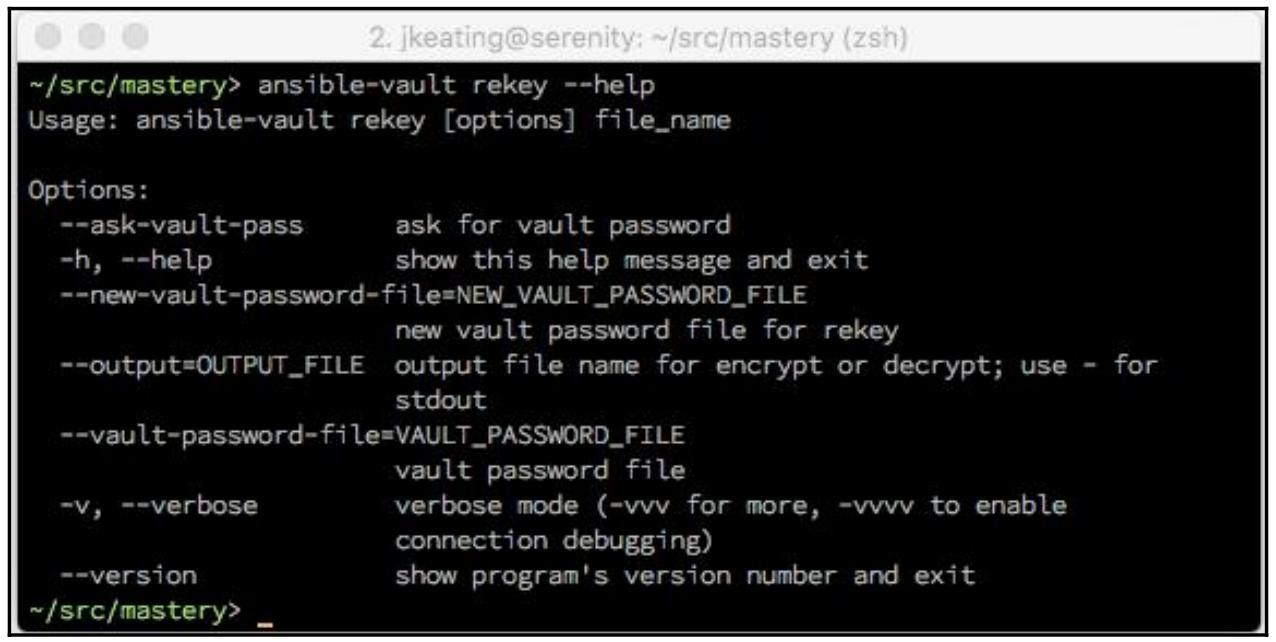 2. jkeating@serenity: ~/src/mastery (zsh)
~/src/mastery> ansible-vault rekey --help
Usage: ansible-vault rekey [options] file_name
Options:
--ask-vault-pass ask for vault password
-h, --help show this help message and exit
--new-vault-password-file=NEW_VAULT_PASSWORD_FILE
new vault password file for rekey
--output=OUTPUT_FILE output file name for encrypt or decrypt; use - for
stdout
--vault-password-file=VAULT_PASSWORD_FILE
vault password file
-v, --verbose verbose mode (-vvv for more, -vvvv to enable
connection debugging)
--version show program's version number and exit
~/src/mastery> _